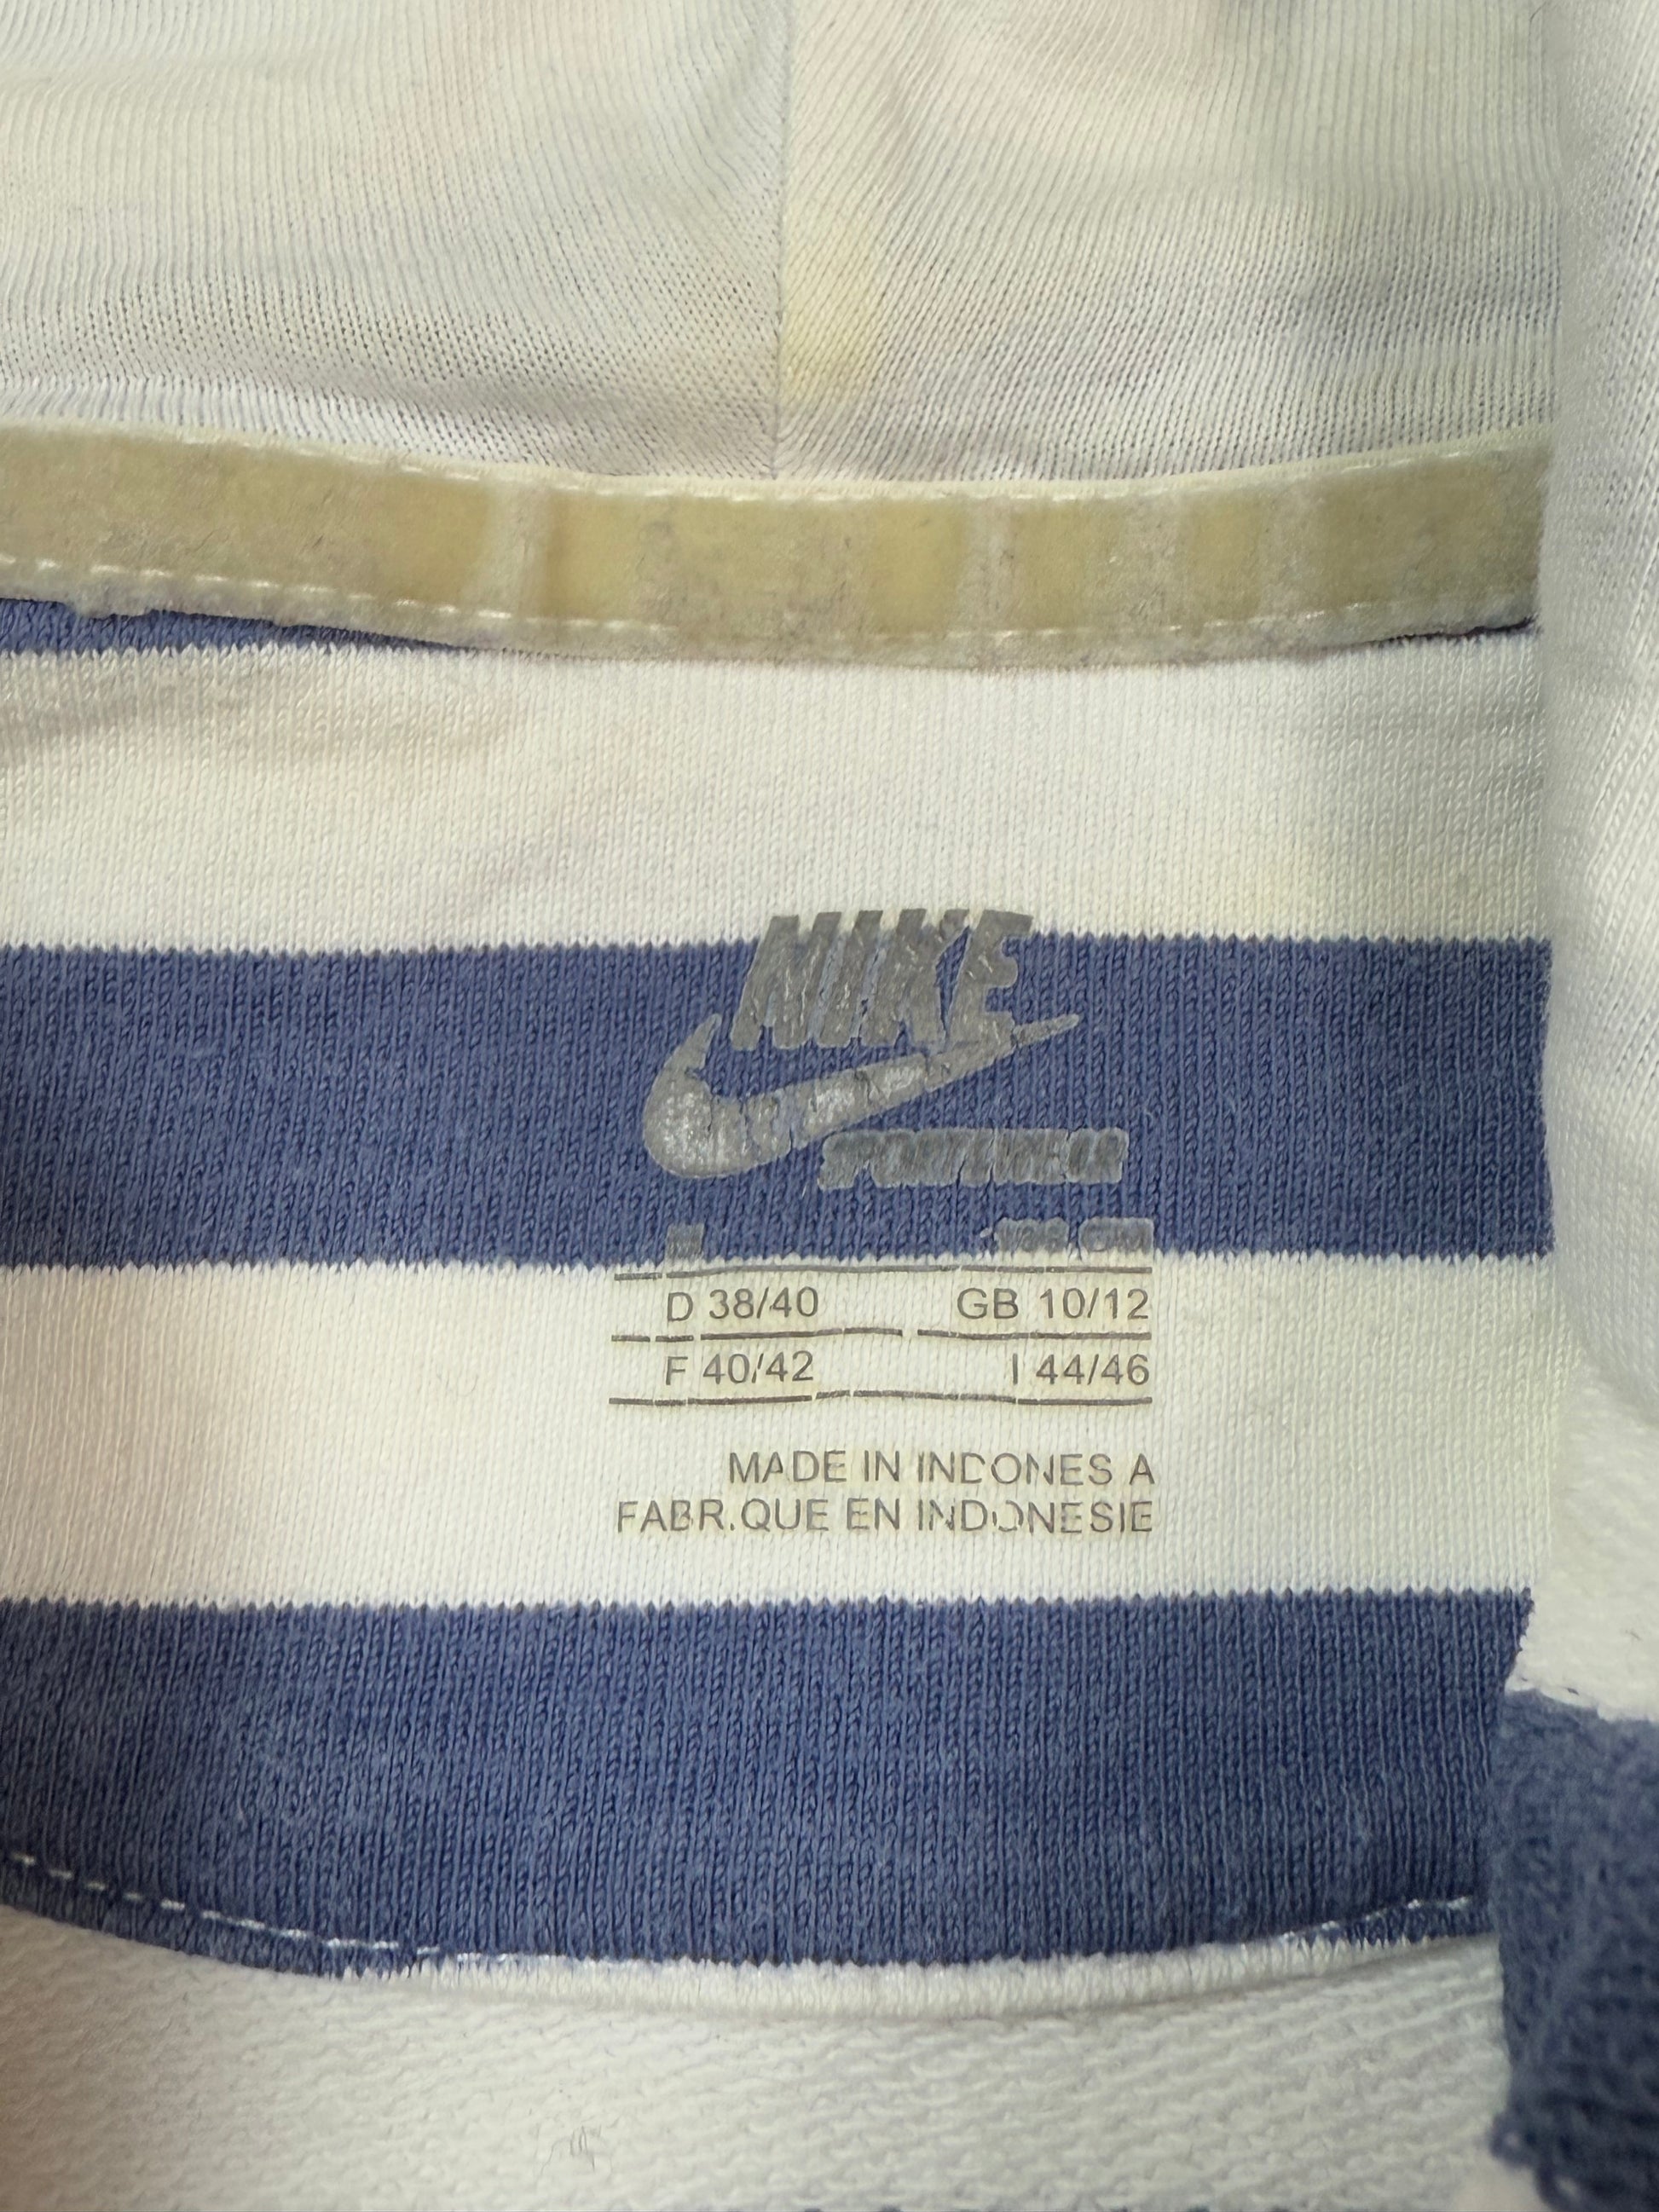 NIKE
SPORTSWEAR
M
D 38/40 GB 10/12
F 40/42 I 44/46
MADE IN INDONES A
FABR.QUE EN INDONESIE